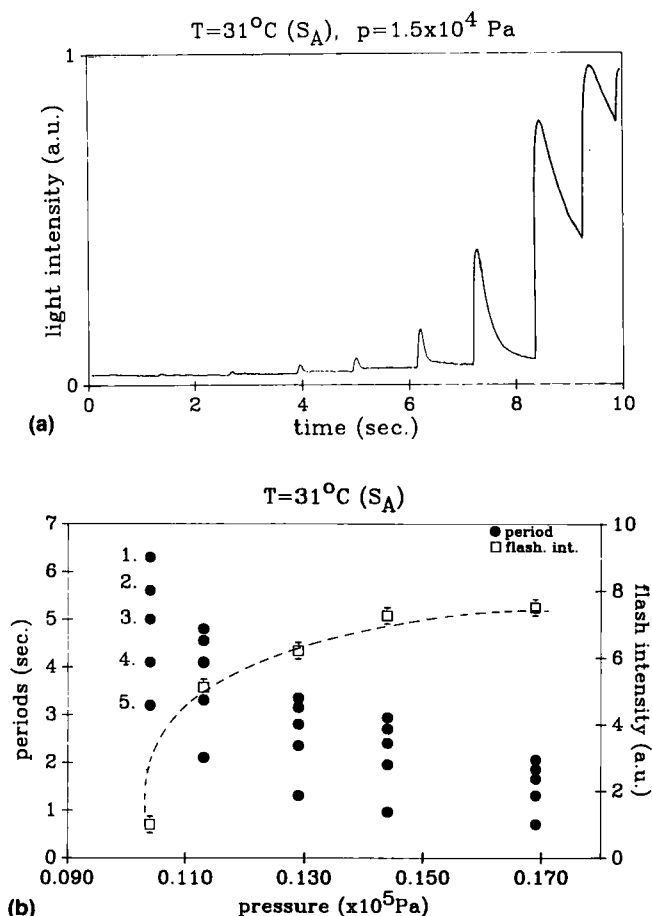 T=31°C (S_A), p=1.5x10⁴ Pa
1
light intensity (a.u.)
0
0 2 4 6 8 10
time (sec.)
(a)
T=31°C (S_A)
7 10
● period
□ flash. int.
1.
6
2. 8
5 3.
4. 6
4
5.
3
4
2
2
1
0 0
periods (sec.)
flash intensity (a.u.)
0.090 0.110 0.130 0.150 0.170
pressure (x10⁵Pa)
(b)